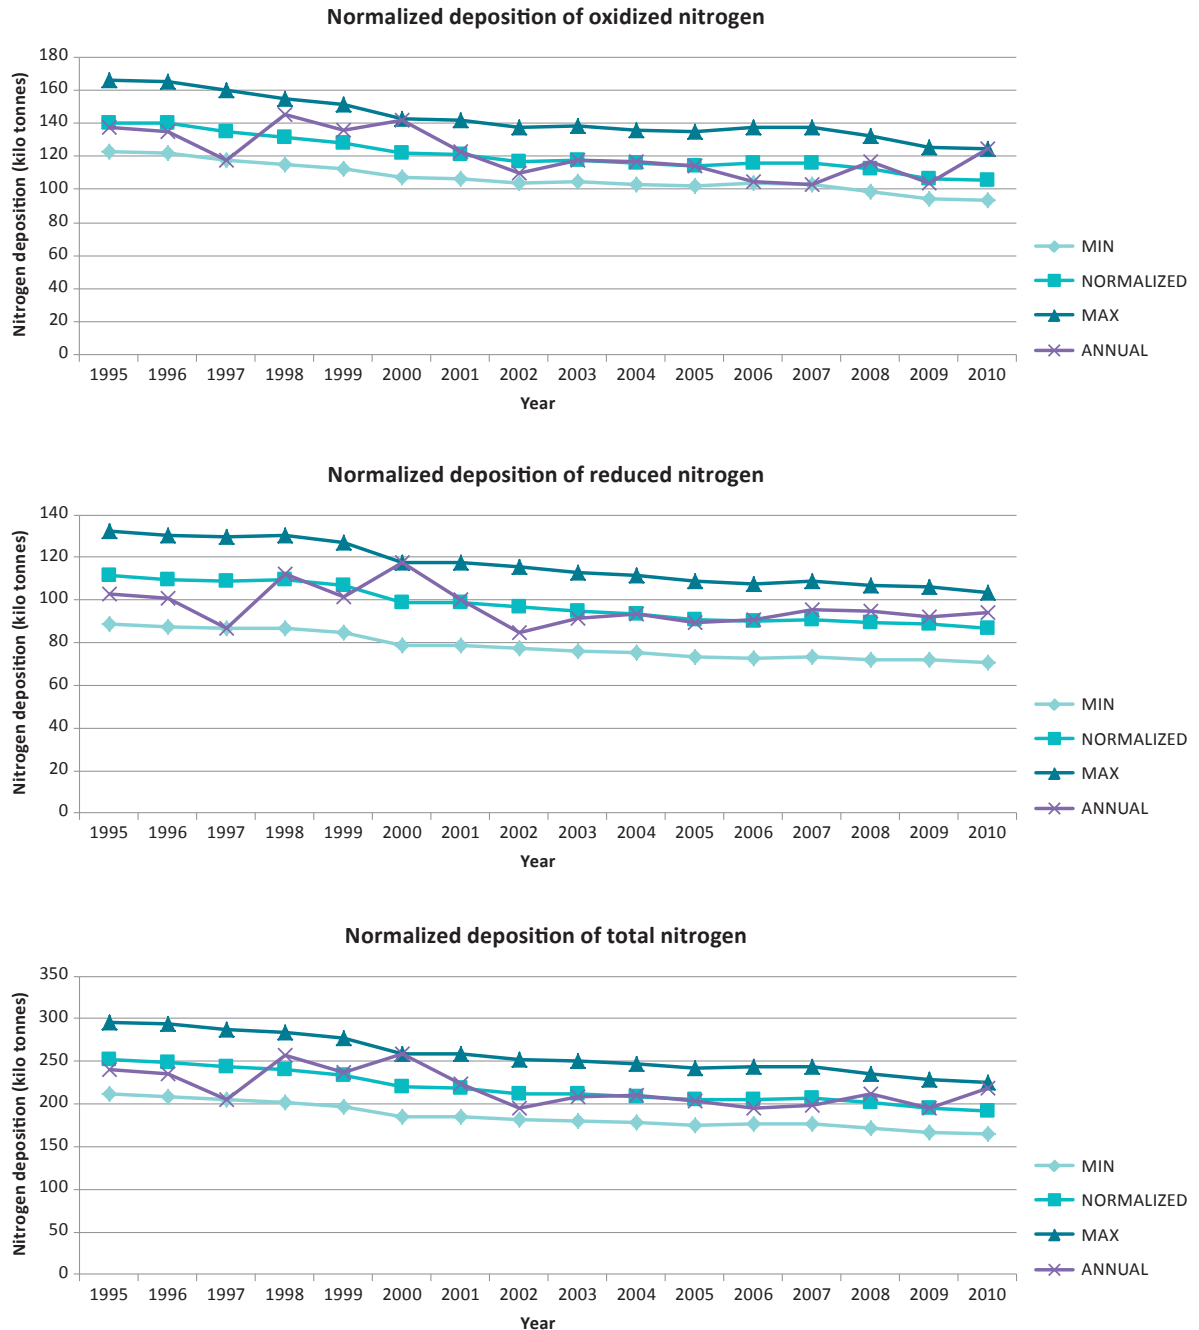 Normalized deposition of oxidized nitrogen
Nitrogen deposition (kilo tonnes)
180
160
140
120
100
80
60
40
20
0
1995 1996 1997 1998 1999 2000 2001 2002 2003 2004 2005 2006 2007 2008 2009 2010
Year
MIN
NORMALIZED
MAX
ANNUAL
Normalized deposition of reduced nitrogen
Nitrogen deposition (kilo tonnes)
140
120
100
80
60
40
20
0
1995 1996 1997 1998 1999 2000 2001 2002 2003 2004 2005 2006 2007 2008 2009 2010
Year
MIN
NORMALIZED
MAX
ANNUAL
Normalized deposition of total nitrogen
Nitrogen deposition (kilo tonnes)
350
300
250
200
150
100
50
0
1995 1996 1997 1998 1999 2000 2001 2002 2003 2004 2005 2006 2007 2008 2009 2010
Year
MIN
NORMALIZED
MAX
ANNUAL